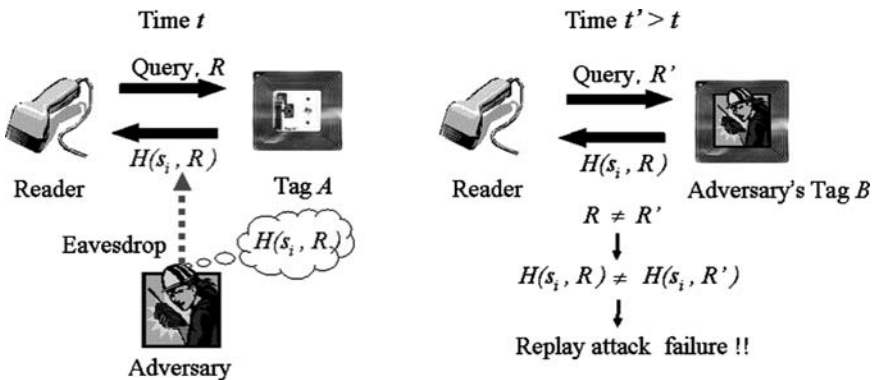 Time t
Query, R
H(s_i, R)
Reader
Tag A
Eavesdrop
H(s_i, R)
Adversary
Time t' > t
Query, R'
H(s_i, R)
Reader
Adversary's Tag B
R ≠ R'
H(s_i, R) ≠ H(s_i, R')
Replay attack failure !!